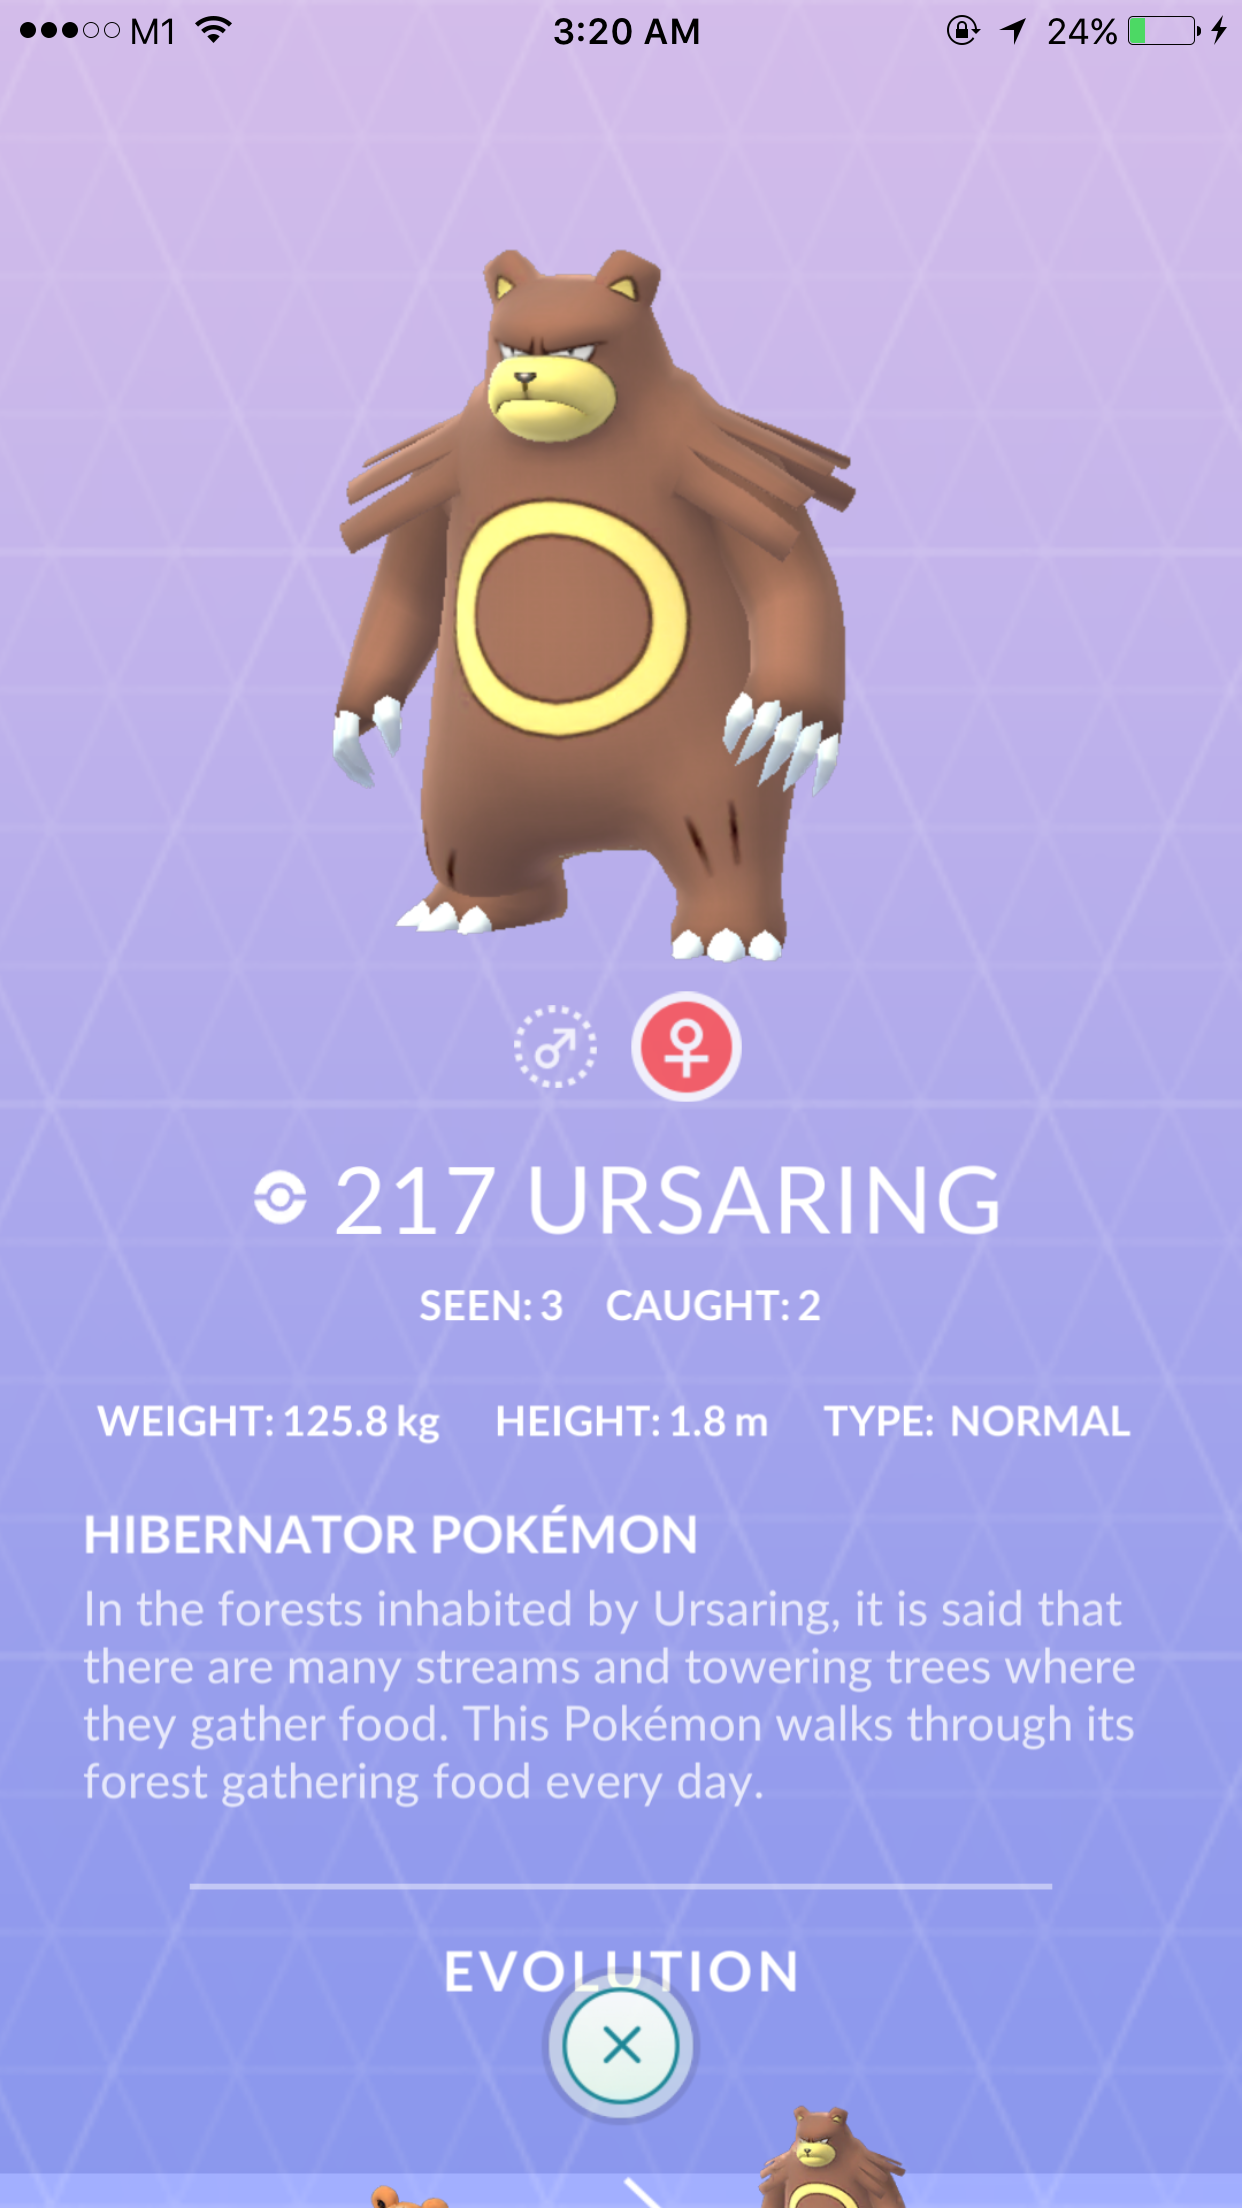 M1 3:20 AM 24%
217 URSARING
SEEN: 3 CAUGHT: 2
WEIGHT: 125.8 kg HEIGHT: 1.8 m TYPE: NORMAL
HIBERNATOR POKÉMON
In the forests inhabited by Ursaring, it is said that
there are many streams and towering trees where
they gather food. This Pokémon walks through its
forest gathering food every day.
EVOLUTION